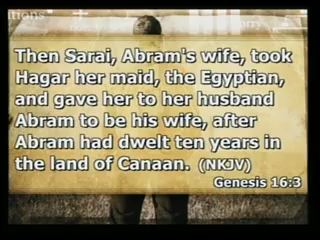 itions
Then Sarai, Abram's wife, took
Hagar her maid, the Egyptian,
and gave her to her husband
Abram to be his wife, after
Abram had dwelt ten years in
the land of Canaan. (NKJV)
Genesis 16:3